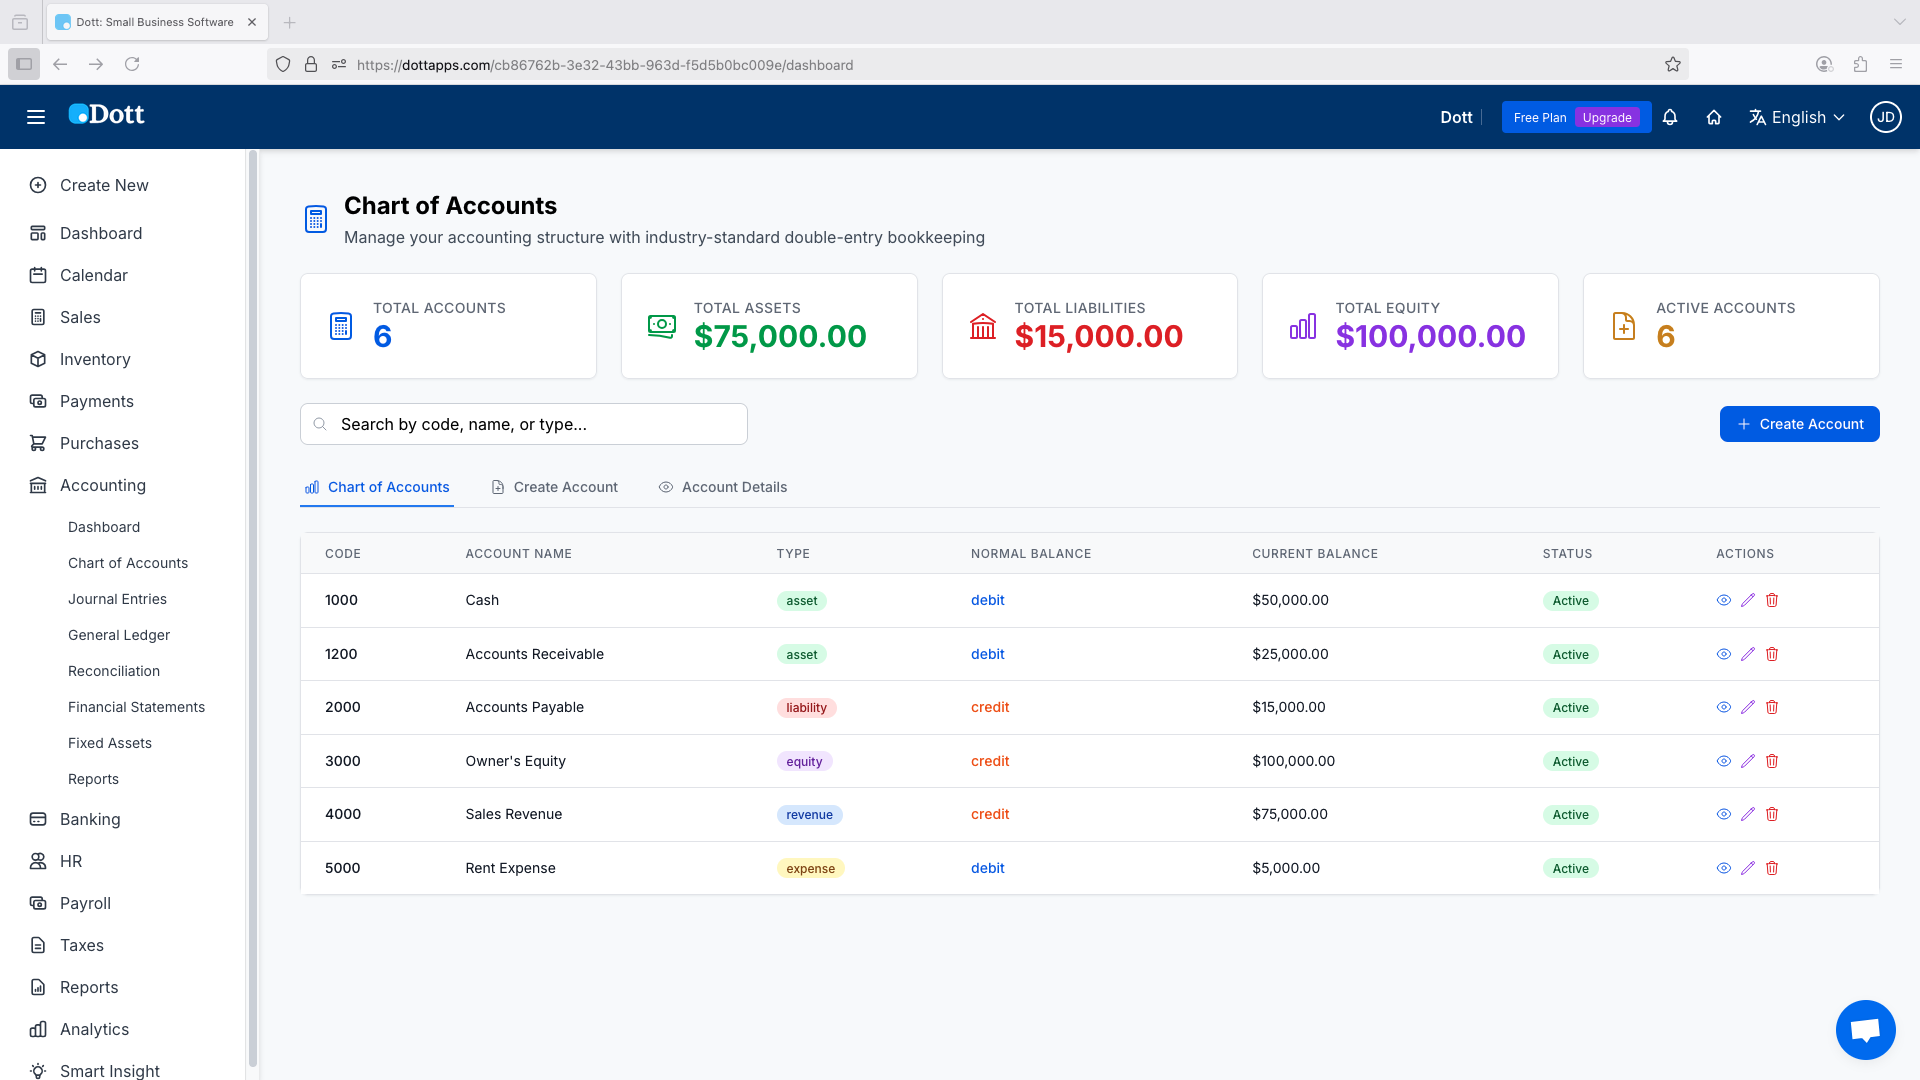 Dott: Small Business Software
https://dottapps.com/cb86762b-3e32-43bb-963d-f5d5b0bc009e/dashboard
Dott
Dott
Free Plan
Upgrade
English
JD
Create New
Dashboard
Calendar
Sales
Inventory
Payments
Purchases
Accounting
Dashboard
Chart of Accounts
Journal Entries
General Ledger
Reconciliation
Financial Statements
Fixed Assets
Reports
Banking
HR
Payroll
Taxes
Reports
Analytics
Smart Insight
Chart of Accounts
Manage your accounting structure with industry-standard double-entry bookkeeping
TOTAL ACCOUNTS
6
TOTAL ASSETS
$75,000.00
TOTAL LIABILITIES
$15,000.00
TOTAL EQUITY
$100,000.00
ACTIVE ACCOUNTS
6
Search by code, name, or type...
Create Account
Chart of Accounts
Create Account
Account Details
CODE ACCOUNT NAME TYPE NORMAL BALANCE CURRENT BALANCE STATUS ACTIONS
1000 Cash asset debit $50,000.00 Active
1200 Accounts Receivable asset debit $25,000.00 Active
2000 Accounts Payable liability credit $15,000.00 Active
3000 Owner's Equity equity credit $100,000.00 Active
4000 Sales Revenue revenue credit $75,000.00 Active
5000 Rent Expense expense debit $5,000.00 Active